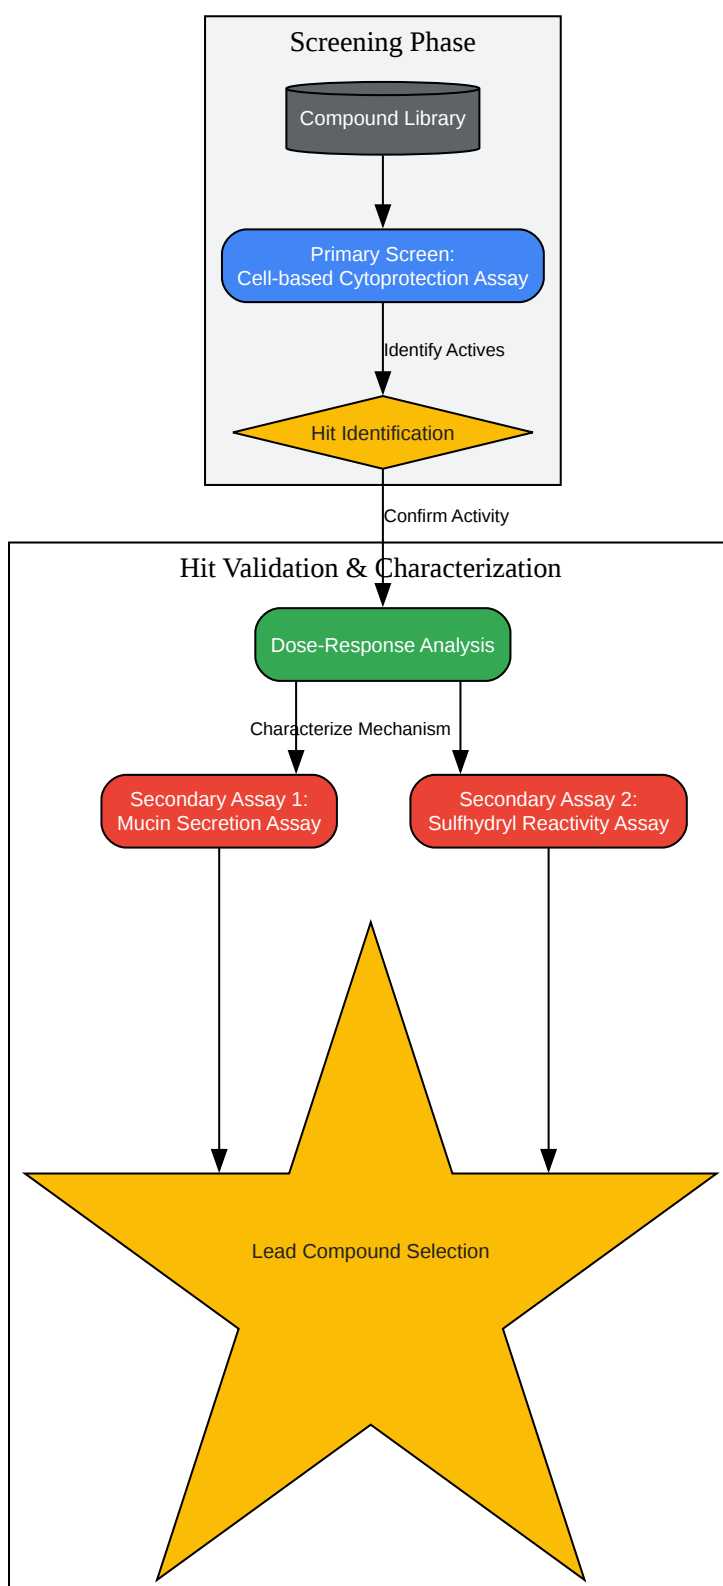 Screening Phase
Compound Library
Primary Screen:
Cell-based Cytoprotection Assay
Identify Actives
Hit Identification
Confirm Activity
Hit Validation & Characterization
Dose-Response Analysis
Characterize Mechanism
Secondary Assay 1:
Mucin Secretion Assay
Secondary Assay 2:
Sulfhydryl Reactivity Assay
Lead Compound Selection